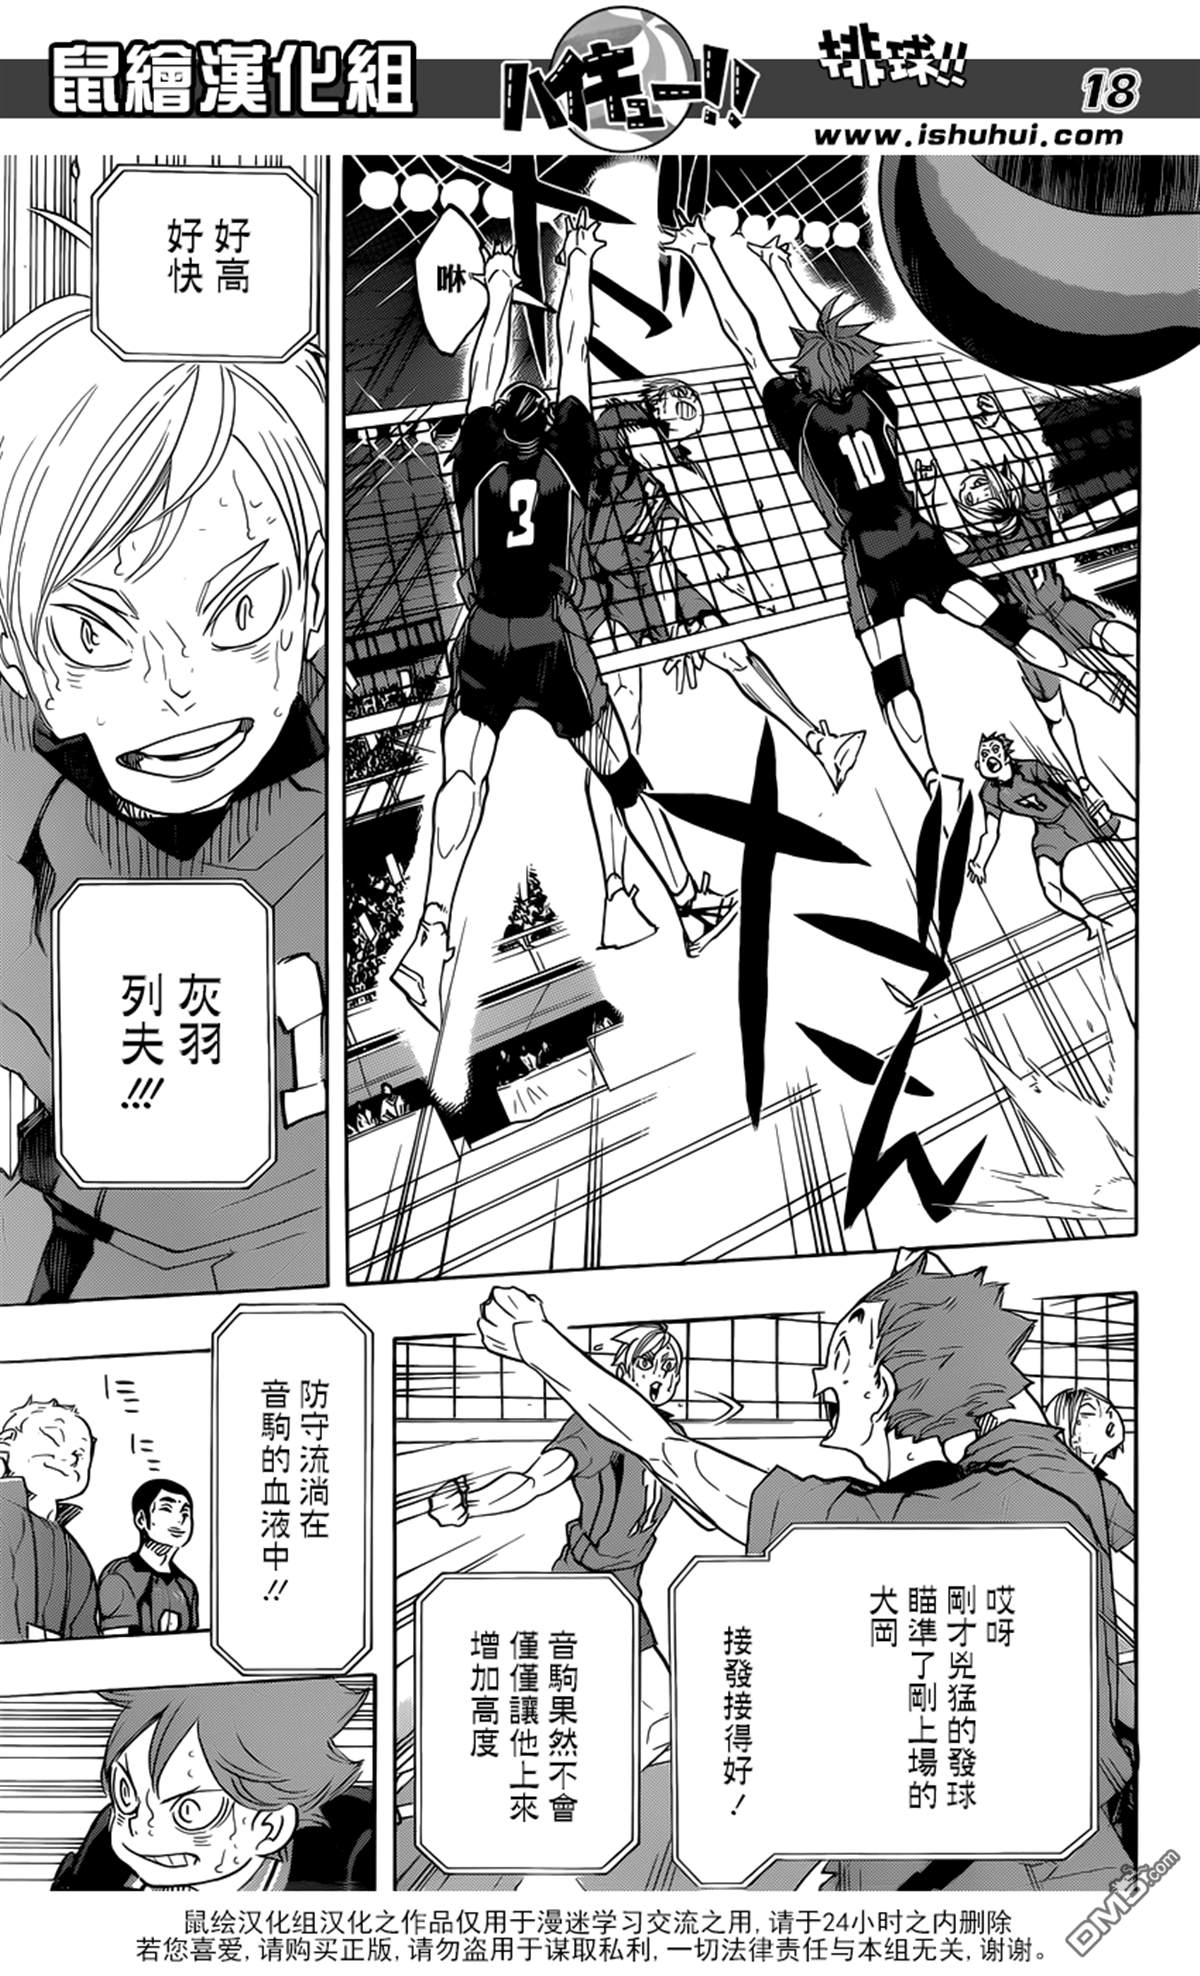 鼠繪漢化組
ハイキュー!!
排球!!
18
www.ishuhui.com
咻
3
10
好高
好快
灰羽
列夫!!!!
哎呀
剛才兇猛的發球
瞄準了剛上場的
犬岡
接發接得好!
音駒果然不會
僅僅讓他上來
增加高度
防守流淌在
音駒的血液中!!
鼠绘汉化组汉化之作品仅用于漫迷学习交流之用,请于24小时之内删除
若您喜爱,请购买正版,请勿盗用于谋取私利,一切法律责任与本组无关,谢谢。
DM5.com